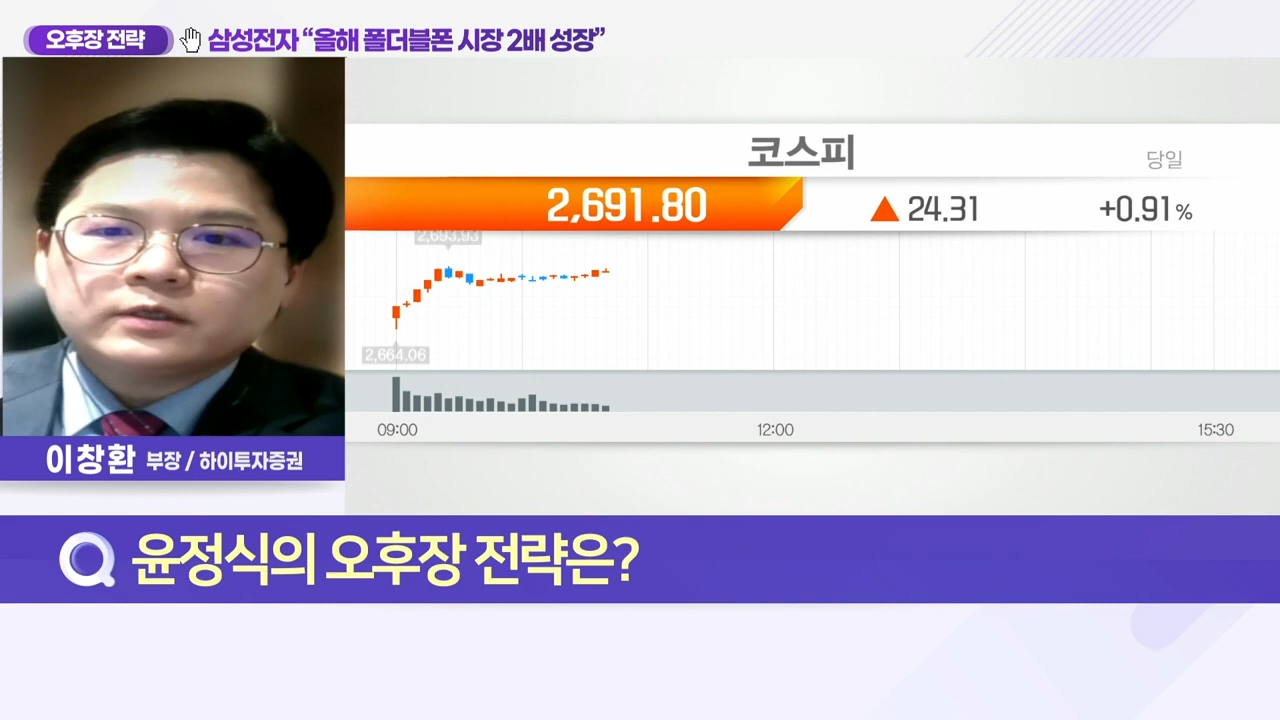 오후장 전략
삼성전자 “올해 폴더블폰 시장 2배 성장”
코스피
당일
2,691.80
▲ 24.31
+0.91%
2,693.93
2,664.06
09:00
12:00
15:30
이창환 부장 / 하이투자증권
윤정식의 오후장 전략은?